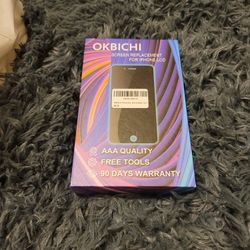 OKBICHI
SCREEN REPLACEMENT
FOR IPHONE LCD
AAA QUALITY
FREE TOOLS
90 DAYS WARRANTY